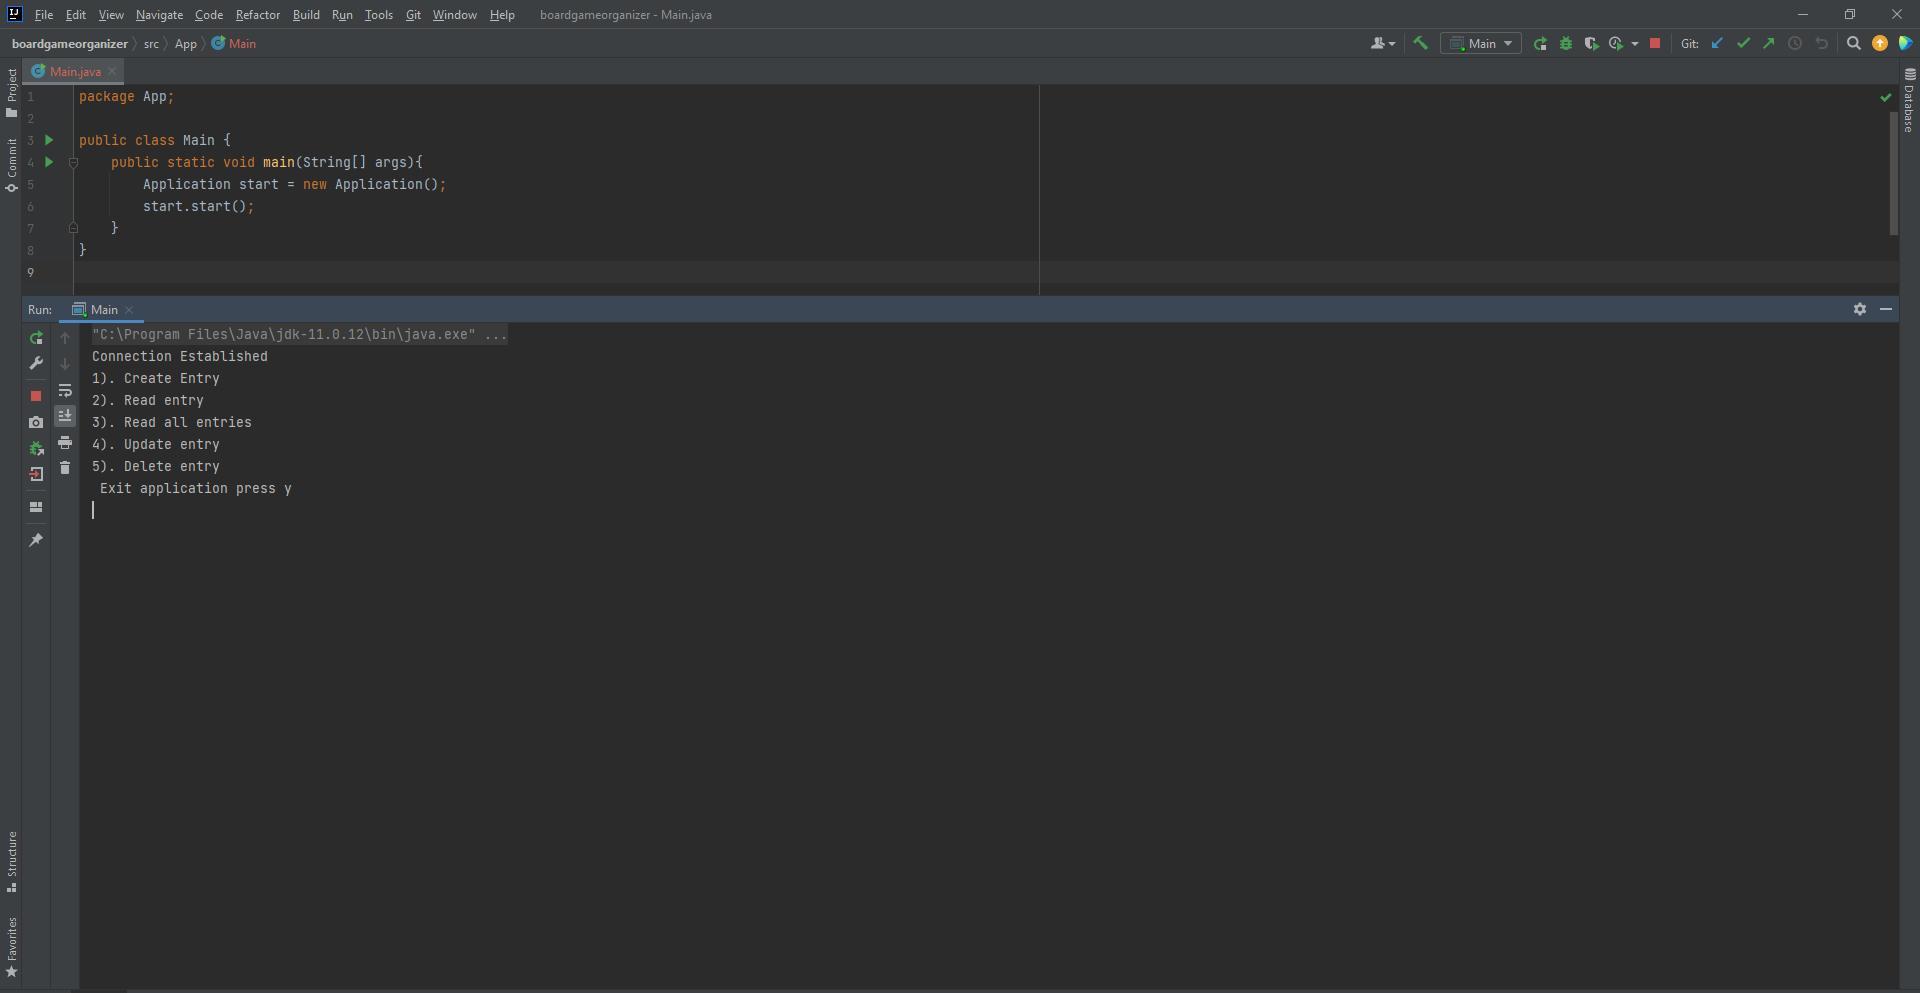 IJ File Edit View Navigate Code Refactor Build Run Tools Git Window Help boardgameorganizer - Main.java
boardgameorganizer src App C Main
Main Git:
Project
Commit
Structure
Favorites
Database
C Main.java
1 package App;
2
3 public class Main {
4 public static void main(String[] args){
5 Application start = new Application();
6 start.start();
7 }
8 }
9
Run: Main
"C:\Program Files\Java\jdk-11.0.12\bin\java.exe" ...
Connection Established
1). Create Entry
2). Read entry
3). Read all entries
4). Update entry
5). Delete entry
Exit application press y